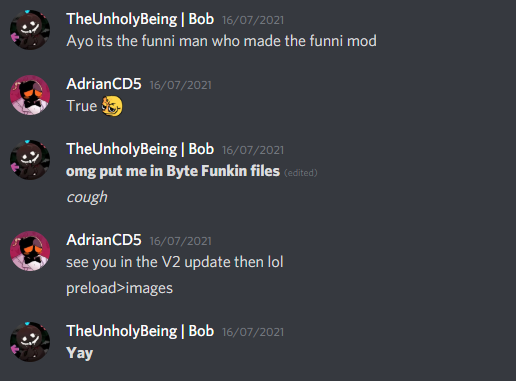 TheUnholyBeing | Bob 16/07/2021
Ayo its the funni man who made the funni mod
AdrianCD5 16/07/2021
True
TheUnholyBeing | Bob 16/07/2021
omg put me in Byte Funkin files (edited)
cough
AdrianCD5 16/07/2021
see you in the V2 update then lol
preload>images
TheUnholyBeing | Bob 16/07/2021
Yay